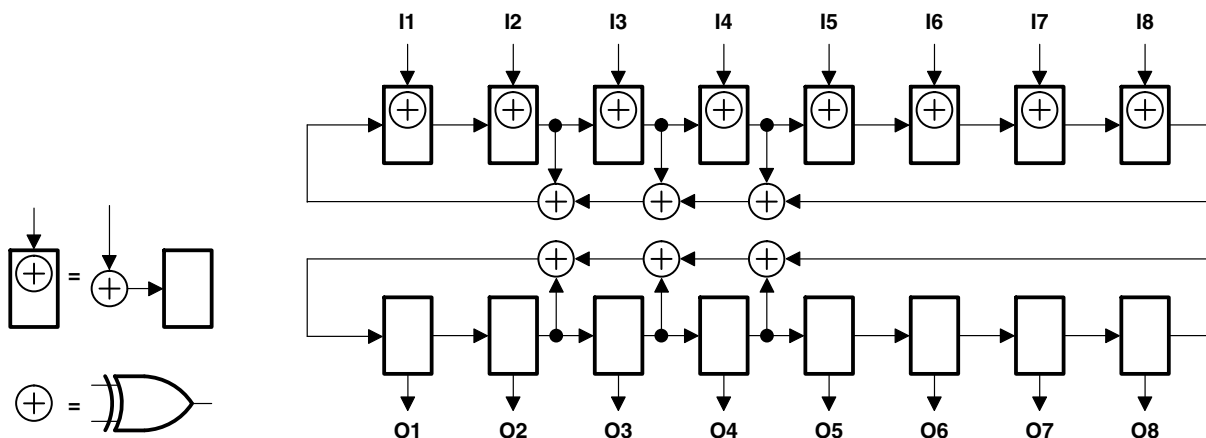 I1 I2 I3 I4 I5 I6 I7 I8
=
=
O1 O2 O3 O4 O5 O6 O7 O8